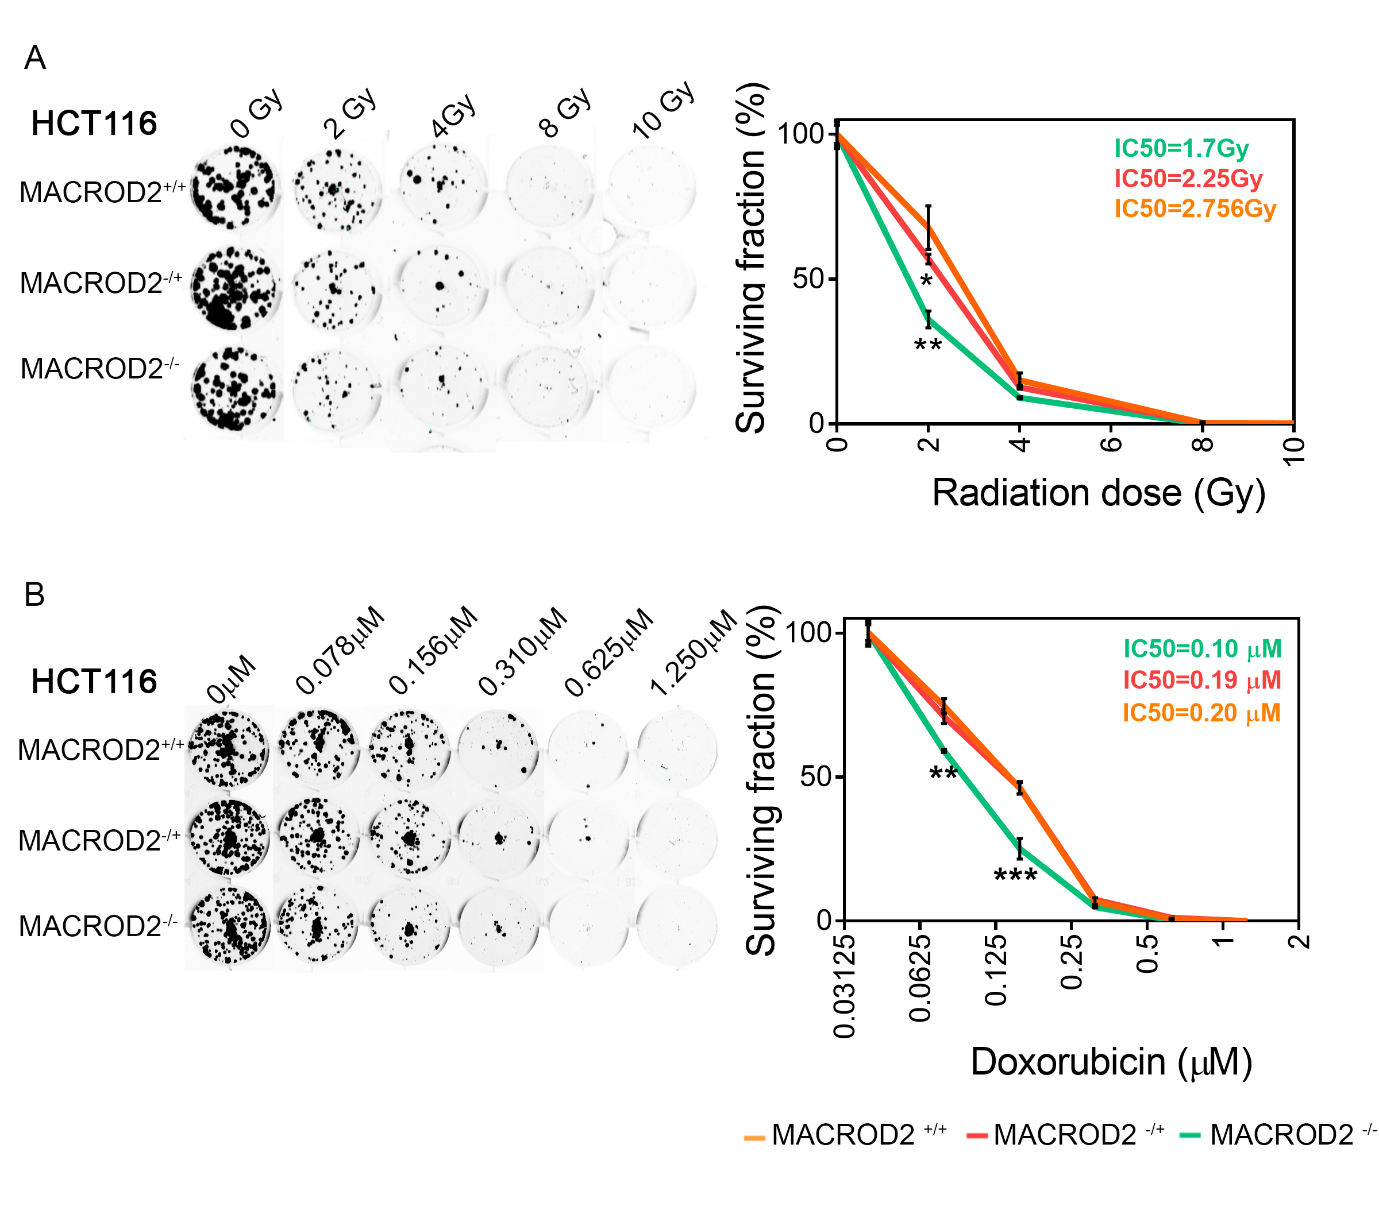 A
HCT116
0 Gy
2 Gy
4Gy
8 Gy
10 Gy
MACROD2+/+
MACROD2-/+
MACROD2-/-
Survivind fraction (%)
100
50
0
IC50=1.7Gy
IC50=2.25Gy
IC50=2.756Gy
*
**
0
2
4
6
8
10
Radiation dose (Gy)
B
HCT116
0µM
0.078µM
0.156µM
0.310µM
0.625µM
1.250µM
MACROD2+/+
MACROD2-/+
MACROD2-/-
Surviving fraction (%)
100
50
0
IC50=0.10 µM
IC50=0.19 µM
IC50=0.20 µM
**
***
0.03125
0.0625
0.125
0.25
0.5
1
2
Doxorubicin (µM)
MACROD2 +/+ MACROD2 -/+ MACROD2 -/-